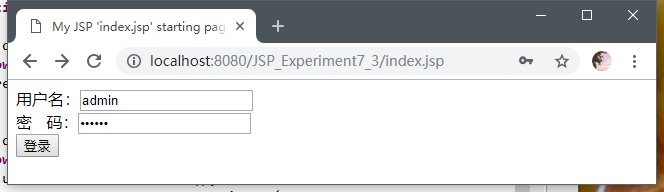 My JSP 'index.jsp' starting pag
localhost:8080/JSP_Experiment7_3/index.jsp
用户名： admin
密 码： ••••••
登录